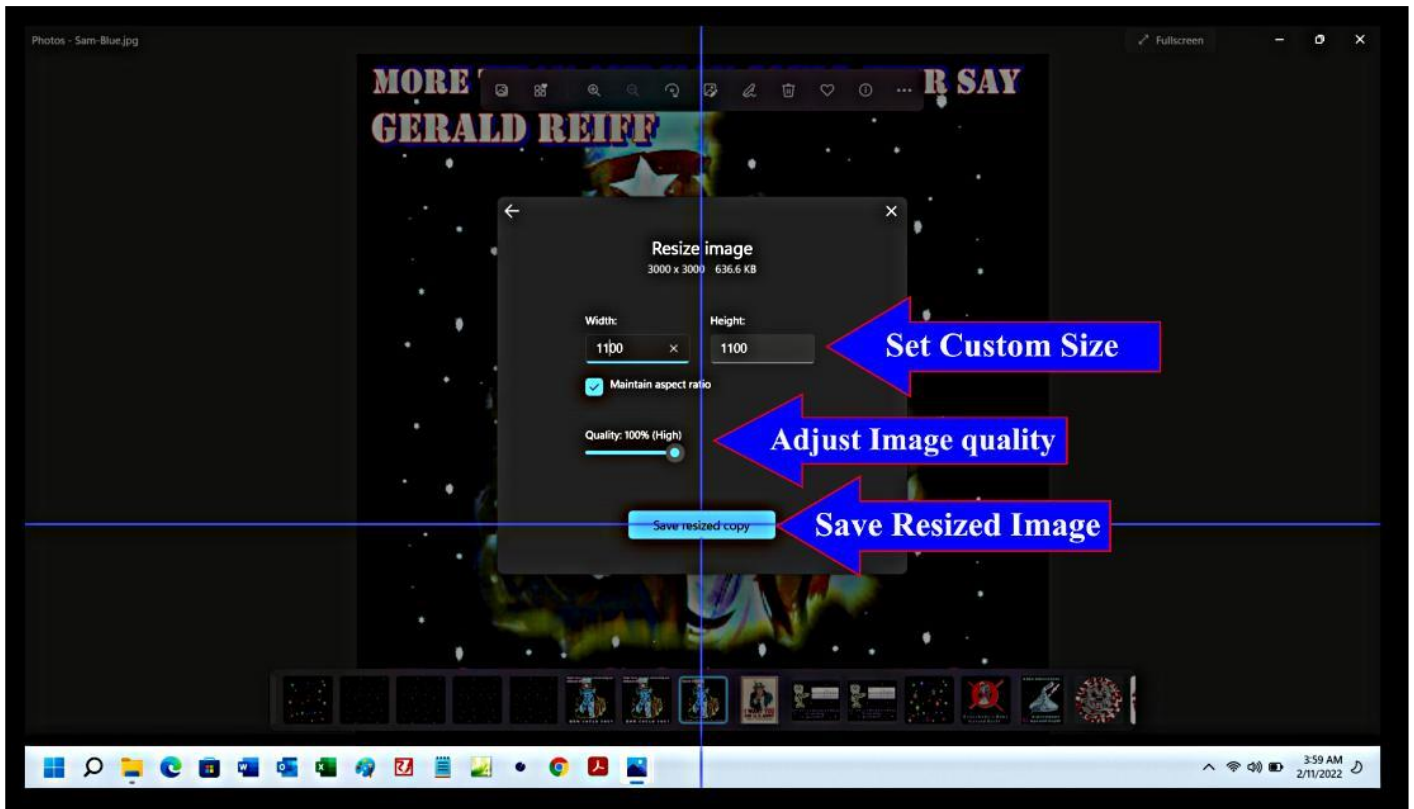 Photos - Sam-Blue.jpg
Fullscreen
MORE R SAY
GERALD REIFF
Resize image
3000 x 3000 636.6 KB
Width: Height:
1100 1100
Set Custom Size
Maintain aspect ratio
Quality: 100% (High)
Adjust Image quality
Save resized copy
Save Resized Image
3:59 AM
2/11/2022